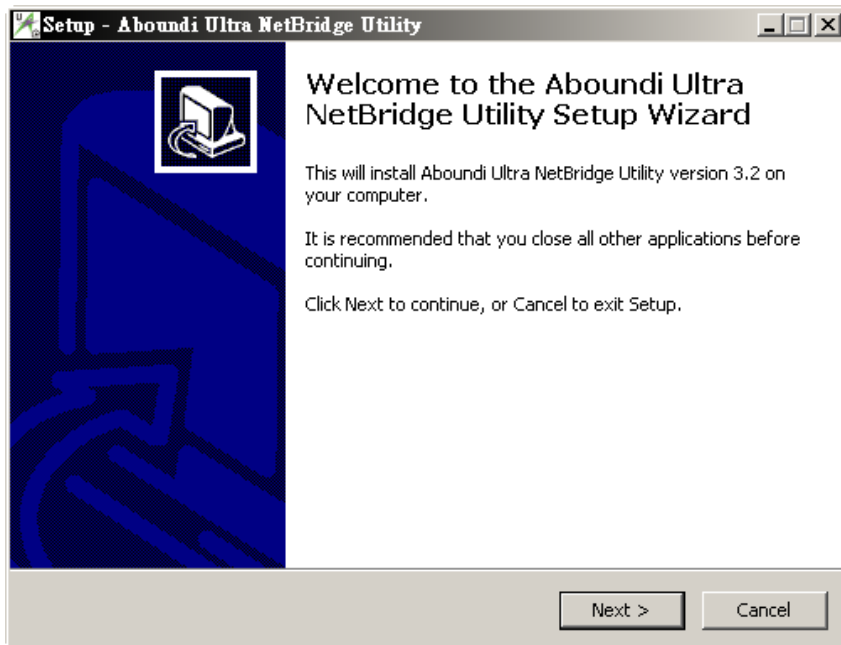 Setup - Aboundi Ultra NetBridge Utility
Welcome to the Aboundi Ultra
NetBridge Utility Setup Wizard
This will install Aboundi Ultra NetBridge Utility version 3.2 on
your computer.
It is recommended that you close all other applications before
continuing.
Click Next to continue, or Cancel to exit Setup.
Next >
Cancel